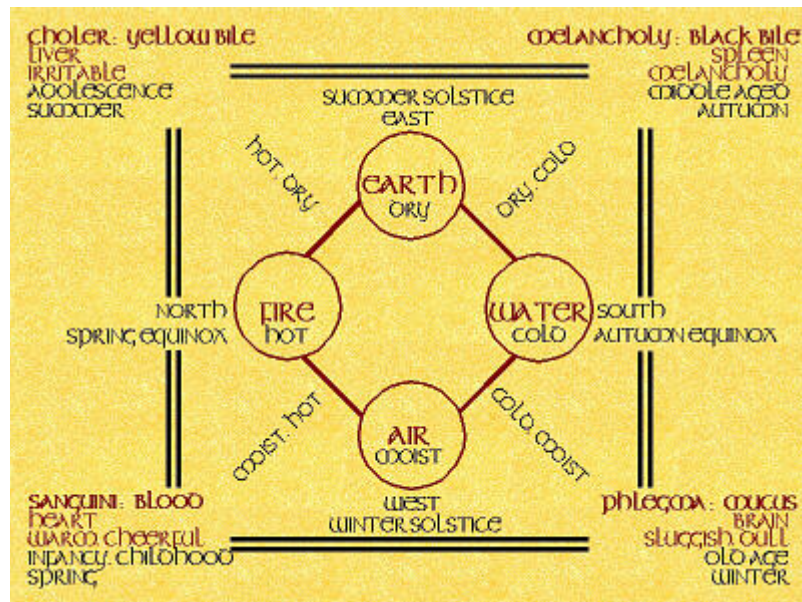 CHOLER: YELLOW BILE
LIVER
IRRITABLE
ADOLESCENCE
SUMMER
MELANCHOLY: BLACK BILE
SPLEEN
MELANCHOLY
MIDDLE AGED
AUTUMN
SUMMER SOLSTICE
EAST
HOT, DRY
EARTH
DRY
DRY, COLD
NORTH
SPRING EQUINOX
FIRE
HOT
WATER
COLD
SOUTH
AUTUMN EQUINOX
MOIST, HOT
AIR
MOIST
COLD, MOIST
WEST
WINTER SOLSTICE
SANGUINI: BLOOD
HEART
WARM, CHEERFUL
INFANCY, CHILDHOOD
SPRING
PHLEGMA: MUCUS
BRAIN
SLUGGISH, DULL
OLD AGE
WINTER